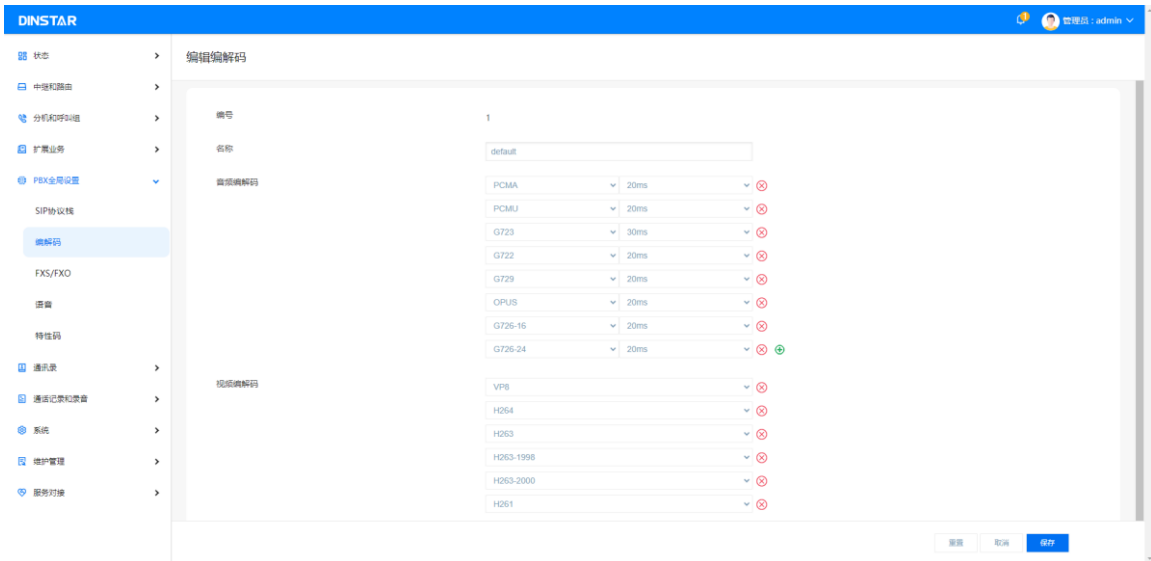 DINSTAR
1
管理员 : admin
状态
中继和路由
分机和呼叫组
扩展业务
PBX全局设置
SIP协议栈
编解码
FXS/FXO
语音
特性码
通讯录
通话记录和录音
系统
维护管理
服务对接
编辑编解码
编号 1
名称 default
音频编解码 PCMA 20ms
PCMU 20ms
G723 30ms
G722 20ms
G729 20ms
OPUS 20ms
G726-16 20ms
G726-24 20ms
视频编解码 VP8
H264
H263
H263-1998
H263-2000
H261
重置 取消 保存